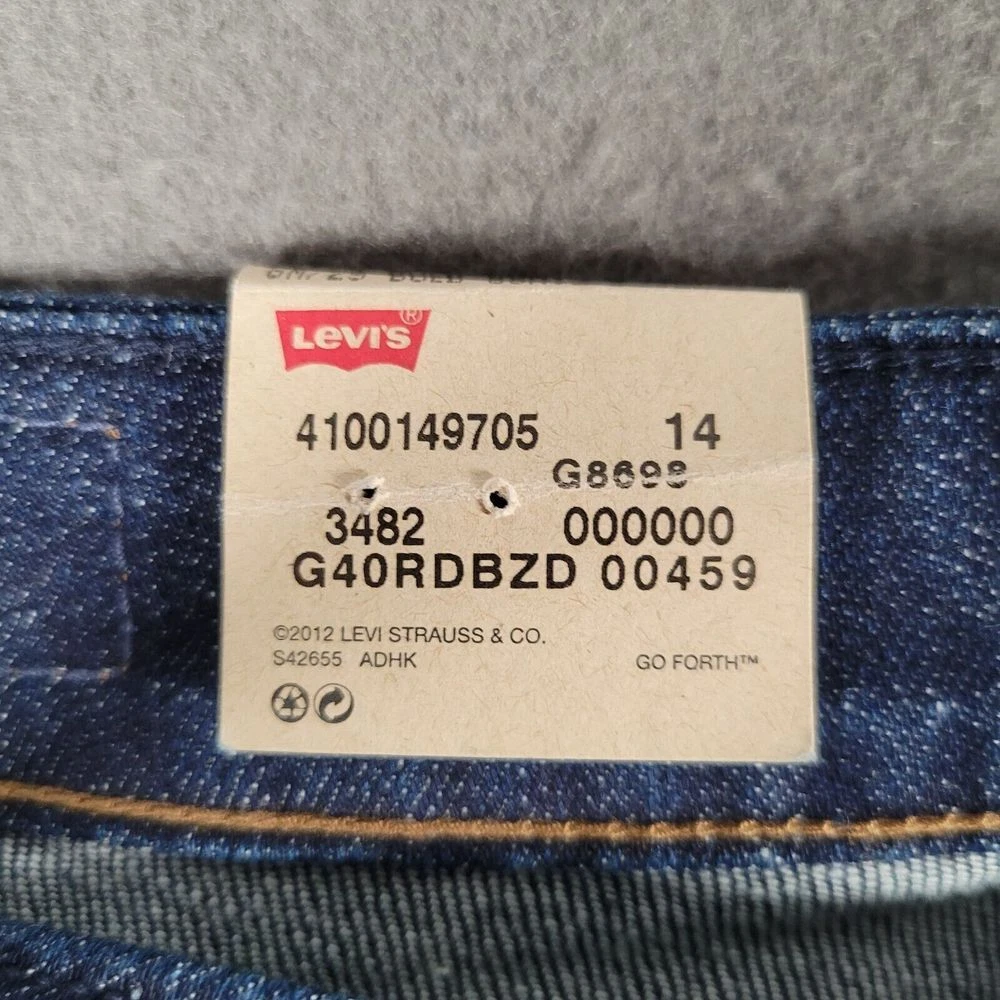 LEVI'S®
4100149705 14
G8698
3482 000000
G40RDBZD 00459
©2012 LEVI STRAUSS & CO.
S42655 ADHK GO FORTH™